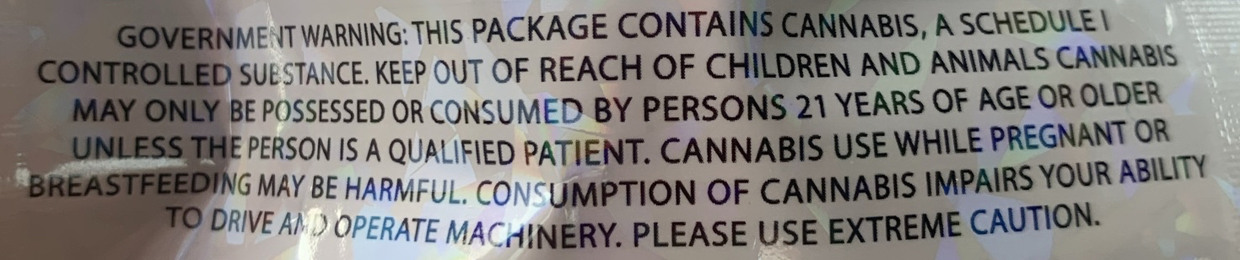 GOVERNMENT WARNING: THIS PACKAGE CONTAINS CANNABIS, A SCHEDULE I
CONTROLLED SUBSTANCE. KEEP OUT OF REACH OF CHILDREN AND ANIMALS CANNABIS
MAY ONLY BE POSSESSED OR CONSUMED BY PERSONS 21 YEARS OF AGE OR OLDER
UNLESS THE PERSON IS A QUALIFIED PATIENT. CANNABIS USE WHILE PREGNANT OR
BREASTFEEDING MAY BE HARMFUL. CONSUMPTION OF CANNABIS IMPAIRS YOUR ABILITY
TO DRIVE AND OPERATE MACHINERY. PLEASE USE EXTREME CAUTION.